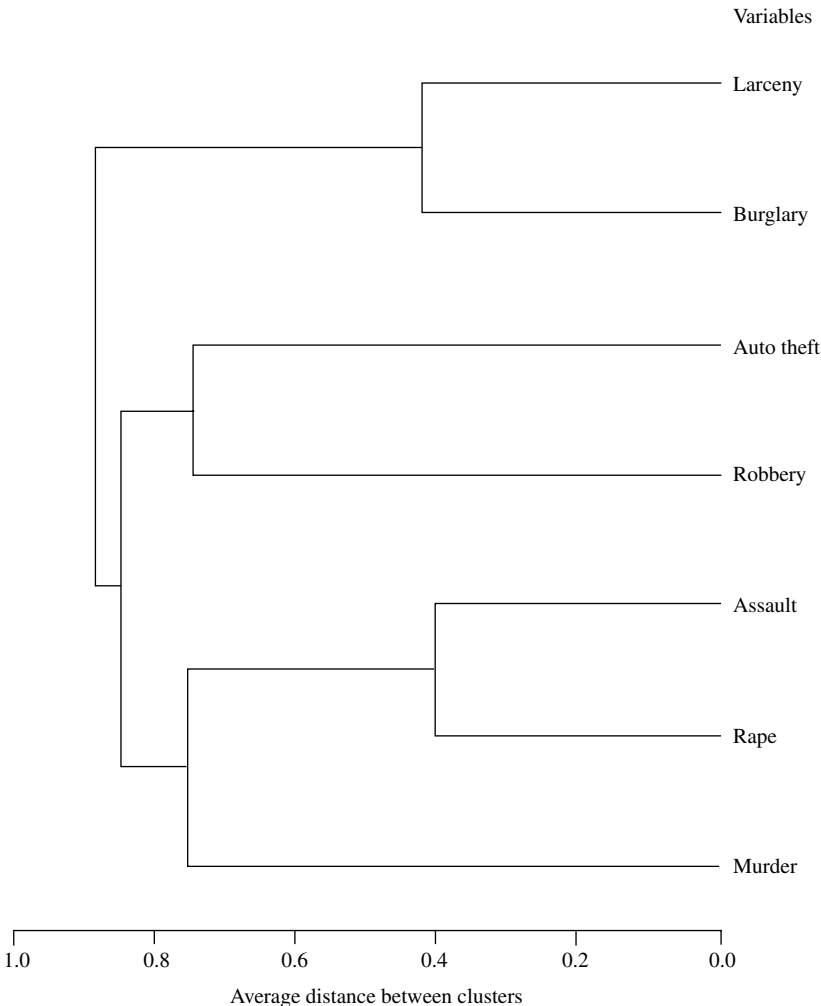 Variables
Larceny
Burglary
Auto theft
Robbery
Assault
Rape
Murder
1.0 0.8 0.6 0.4 0.2 0.0
Average distance between clusters